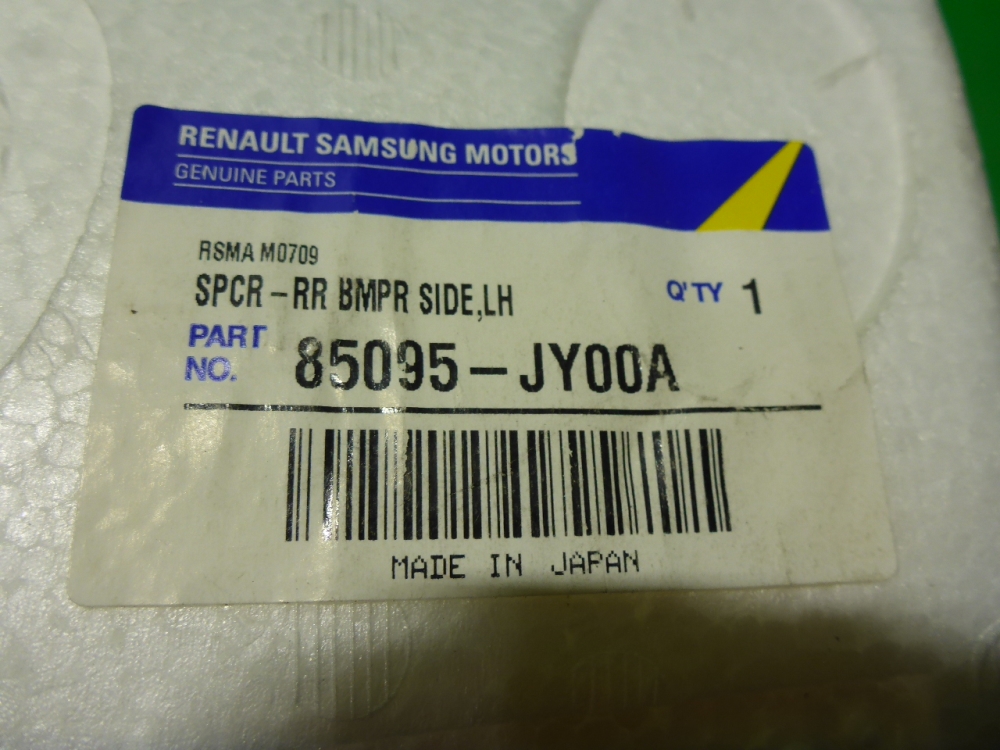 RENAULT SAMSUNG MOTORS
GENUINE PARTS
RSMA M0709
SPCR-RR BMPR SIDE,LH Q'TY 1
PART NO. 85095-JY00A
MADE IN JAPAN